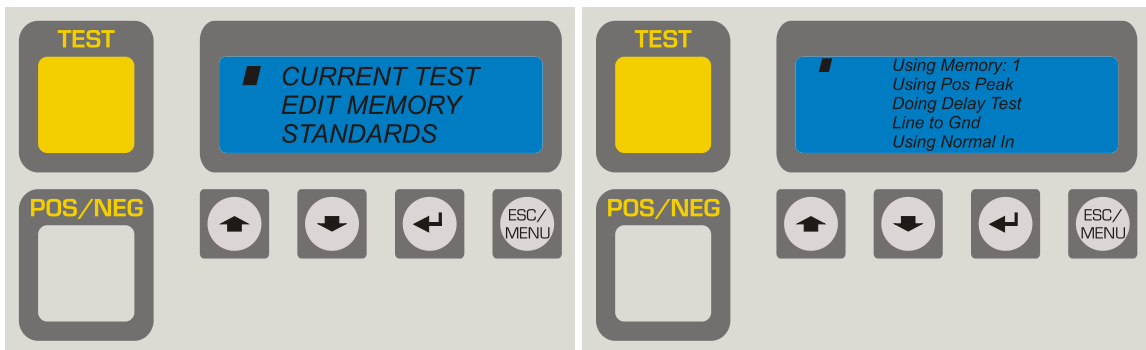 TEST
CURRENT TEST
EDIT MEMORY
STANDARDS
POS/NEG
ESC/
MENU
TEST
Using Memory: 1
Using Pos Peak
Doing Delay Test
Line to Gnd
Using Normal In
POS/NEG
ESC/
MENU